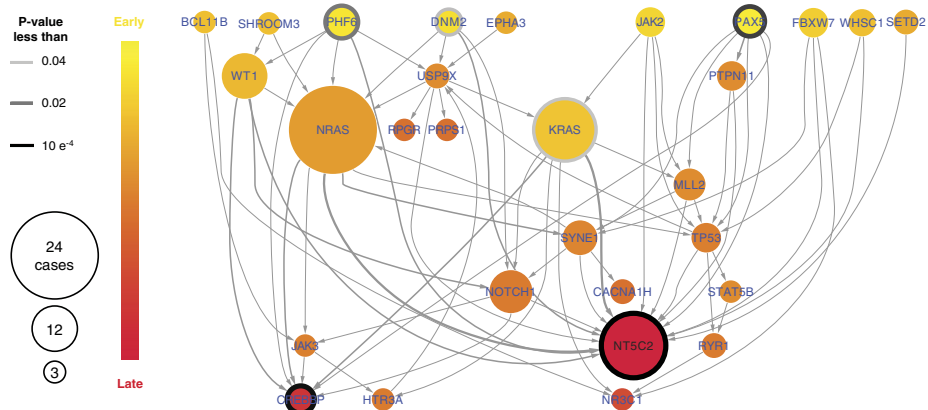 P-value
less than
0.04
0.02
10 e-4
24
cases
12
3
Early
Late
BCL11B
SHROOM3
PHF6
DNM2
EPHA3
JAK2
PAX5
FBXW7
WHSC1
SETD2
WT1
USP9X
PTPN11
NRAS
RPGR
PRPS1
KRAS
MLL2
SYNE1
TP53
NOTCH1
CACNA1H
STAT5B
JAK3
NT5C2
RYR1
CREBBP
HTR3A
NR3C1